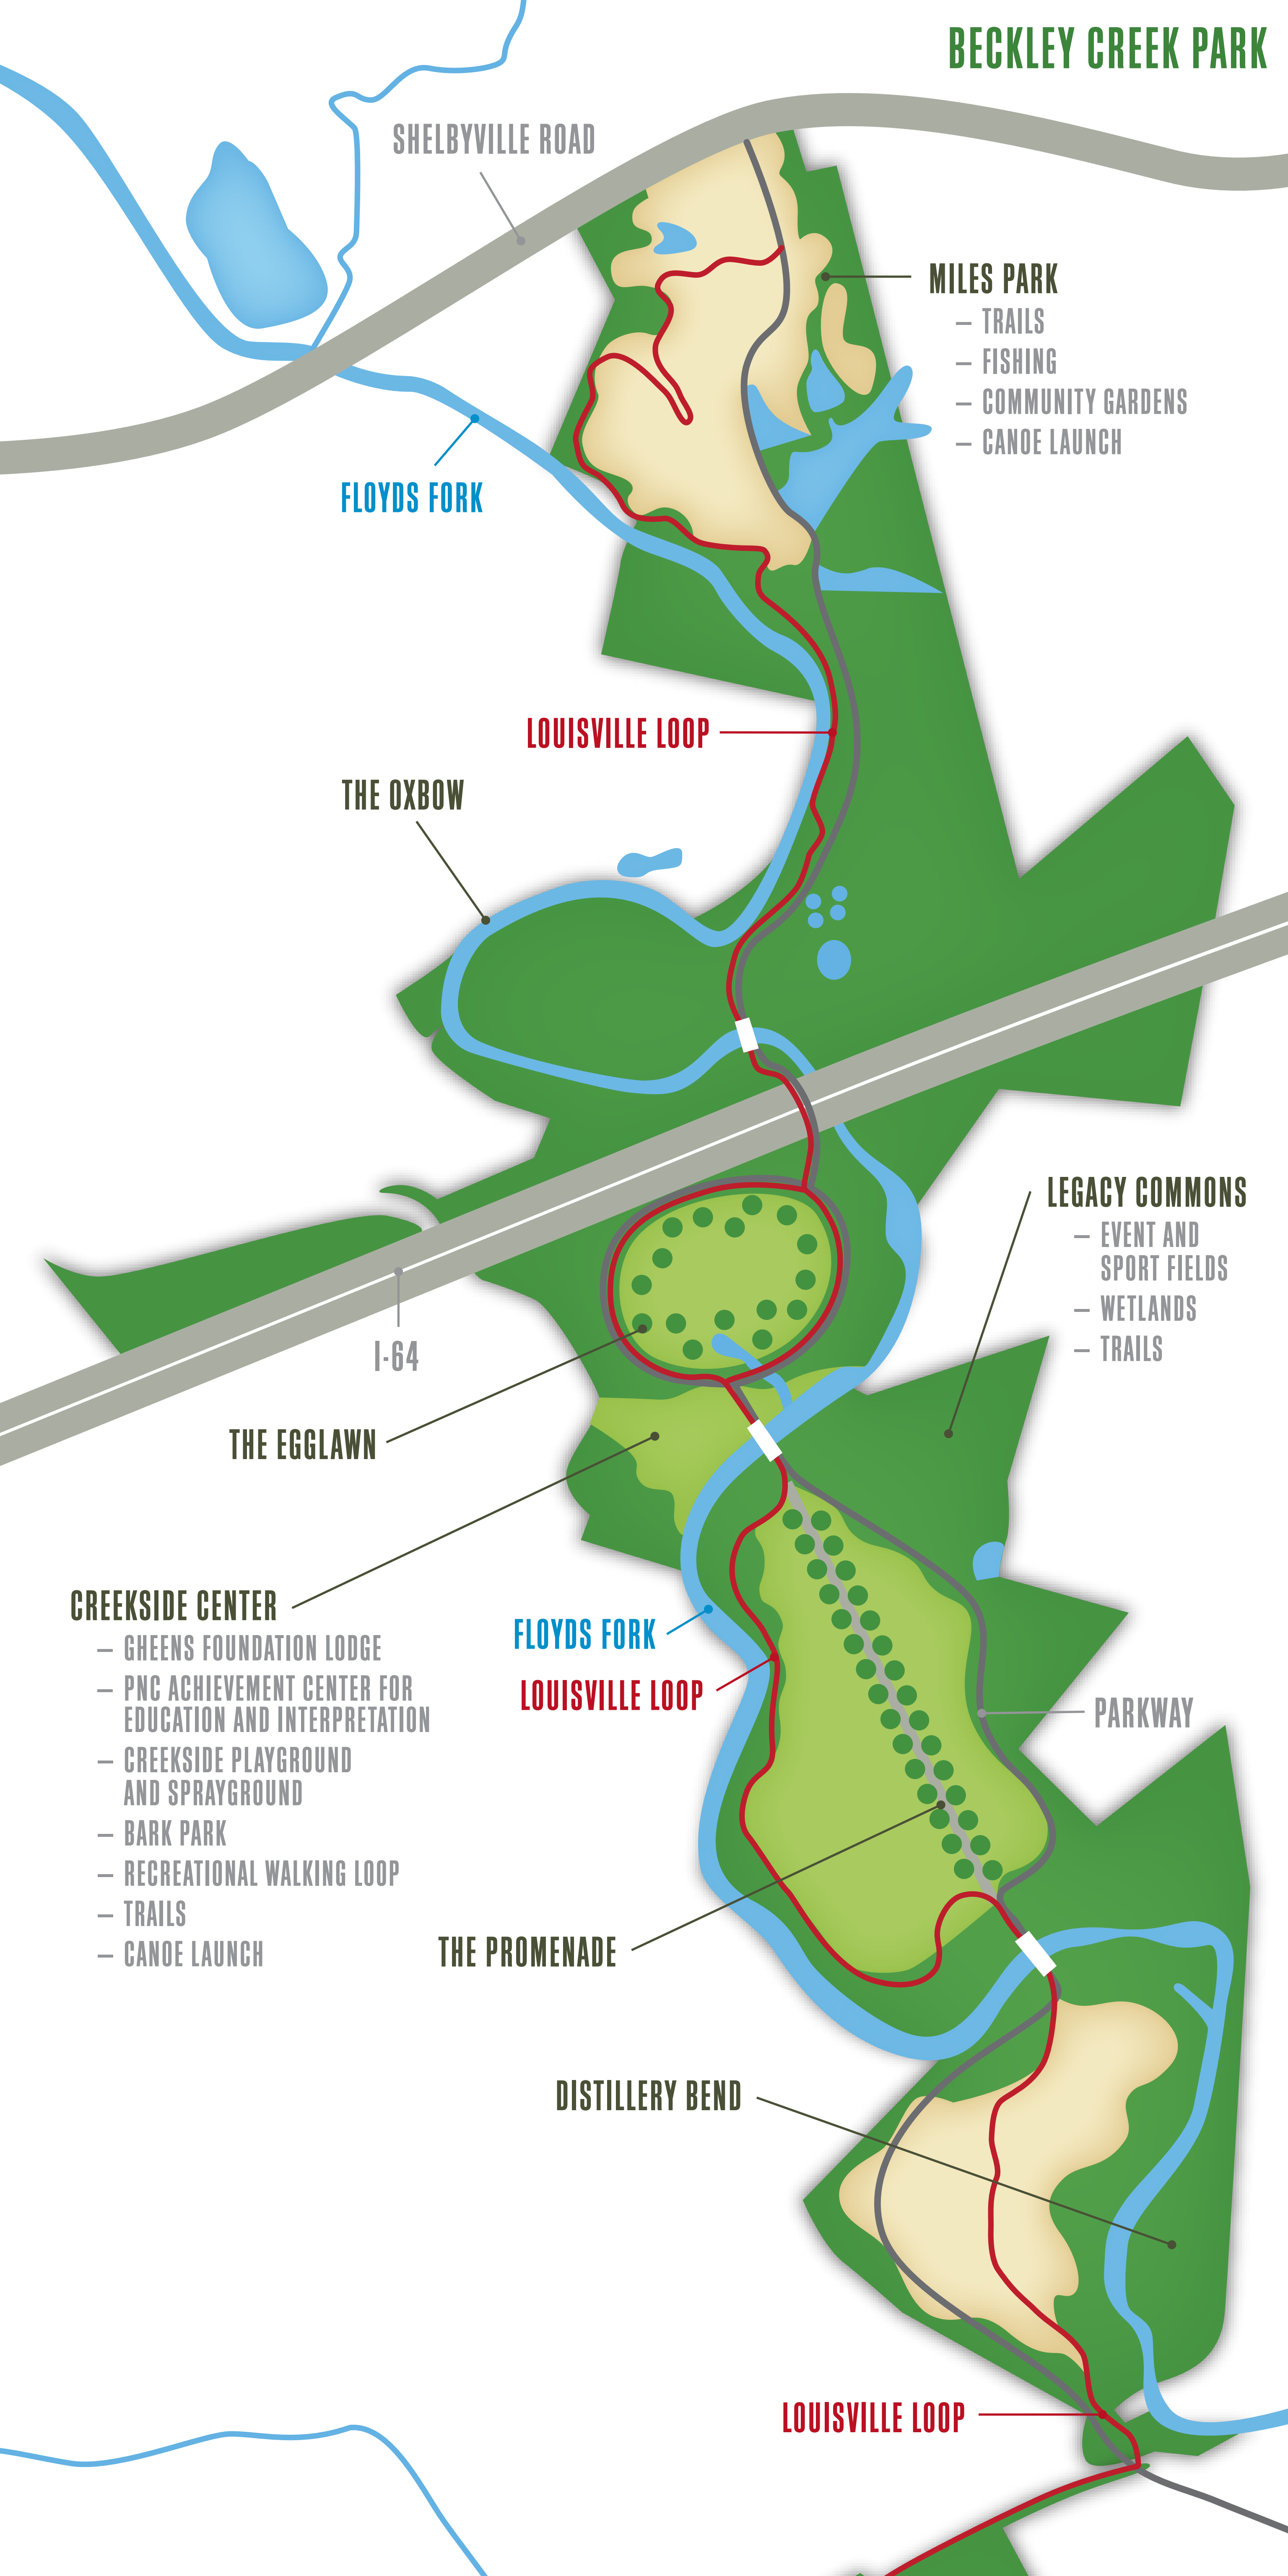 BECKLEY CREEK PARK
SHELBYVILLE ROAD
MILES PARK
– TRAILS
– FISHING
– COMMUNITY GARDENS
– CANOE LAUNCH
FLOYDS FORK
LOUISVILLE LOOP
THE OXBOW
LEGACY COMMONS
– EVENT AND
SPORT FIELDS
– WETLANDS
– TRAILS
I-64
THE EGGLAWN
CREEKSIDE CENTER
– GHEENS FOUNDATION LODGE
– PNC ACHIEVEMENT CENTER FOR
EDUCATION AND INTERPRETATION
– CREEKSIDE PLAYGROUND
AND SPRAYGROUND
– BARK PARK
– RECREATIONAL WALKING LOOP
– TRAILS
– CANOE LAUNCH
FLOYDS FORK
LOUISVILLE LOOP
PARKWAY
THE PROMENADE
DISTILLERY BEND
LOUISVILLE LOOP